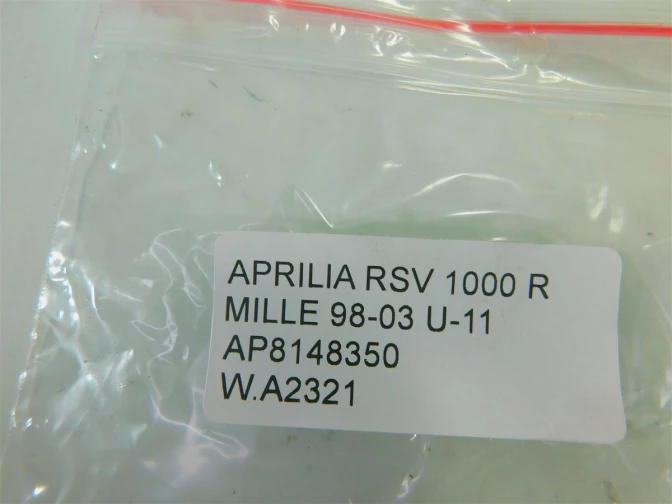 APRILIA RSV 1000 R
MILLE 98-03 U-11
AP8148350
W.A2321